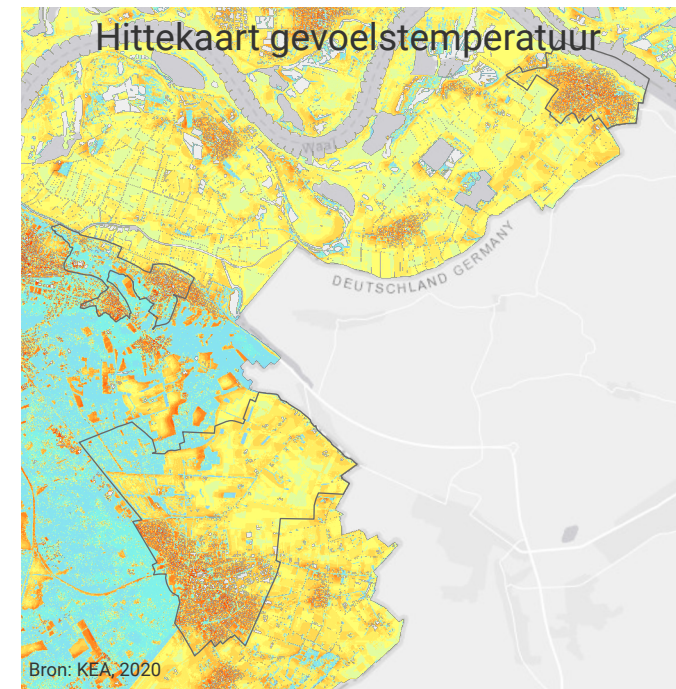 Hittekaart gevoelstemperatuur
Waal
DEUTSCHLAND GERMANY
Bron: KEA, 2020